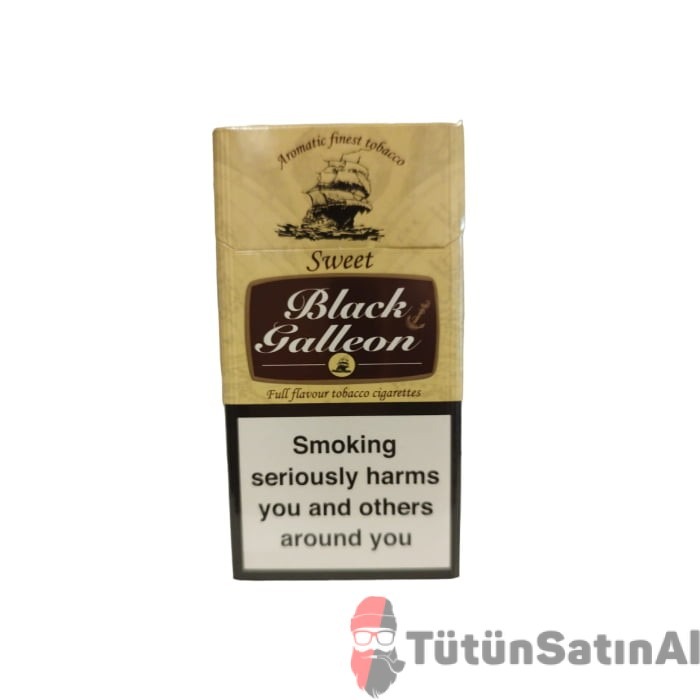 Aromatic finest tobacco
Sweet
Black
Galleon
Full flavour tobacco cigarettes
Smoking
seriously harms
you and others
around you
TütünSatınAl